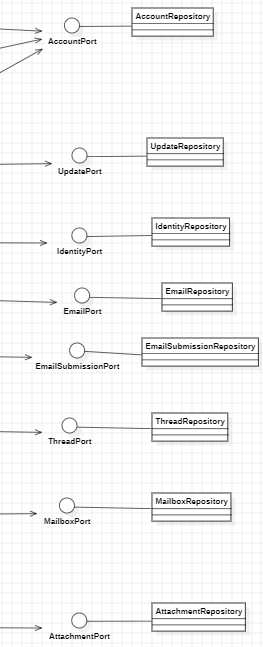 AccountRepository
AccountPort
UpdateRepository
UpdatePort
IdentityRepository
IdentityPort
EmailRepository
EmailPort
EmailSubmissionRepository
EmailSubmissionPort
ThreadRepository
ThreadPort
MailboxRepository
MailboxPort
AttachmentRepository
AttachmentPort